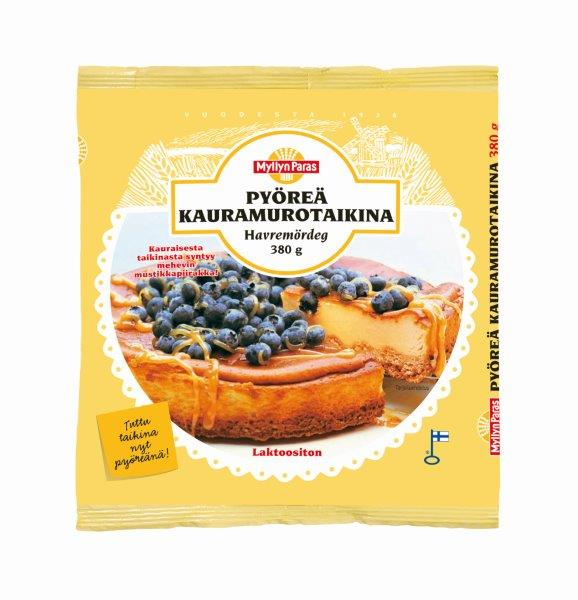 VUODESTA 1928
Myllyn Paras
PYÖREÄ
KAURAMUROTAIKINA
Havremördeg
380 g
Kauraisesta
taikinasta syntyy
mehevin
mustikkapiirakka!
Tarjoiluehdotus
Tuttu
taikina
nyt
pyöreänä!
Laktoositon
Myllyn Paras PYÖREÄ KAURAMUROTAIKINA 380 g